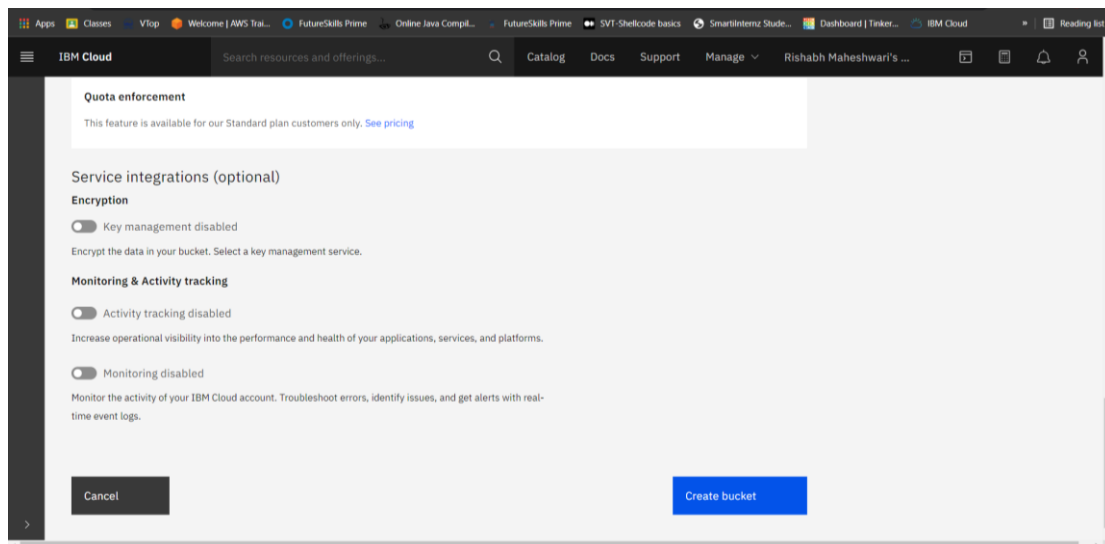 Apps Classes VTop Welcome | AWS Trai... FutureSkills Prime Online Java Compil... FutureSkills Prime SVT-Shellcode basics SmartiInternz Stude... Dashboard | Tinker... IBM Cloud » Reading list
IBM Cloud Search resources and offerings... Catalog Docs Support Manage Rishabh Maheshwari's ...
Quota enforcement
This feature is available for our Standard plan customers only. See pricing
Service integrations (optional)
Encryption
Key management disabled
Encrypt the data in your bucket. Select a key management service.
Monitoring & Activity tracking
Activity tracking disabled
Increase operational visibility into the performance and health of your applications, services, and platforms.
Monitoring disabled
Monitor the activity of your IBM Cloud account. Troubleshoot errors, identify issues, and get alerts with real-
time event logs.
Cancel Create bucket